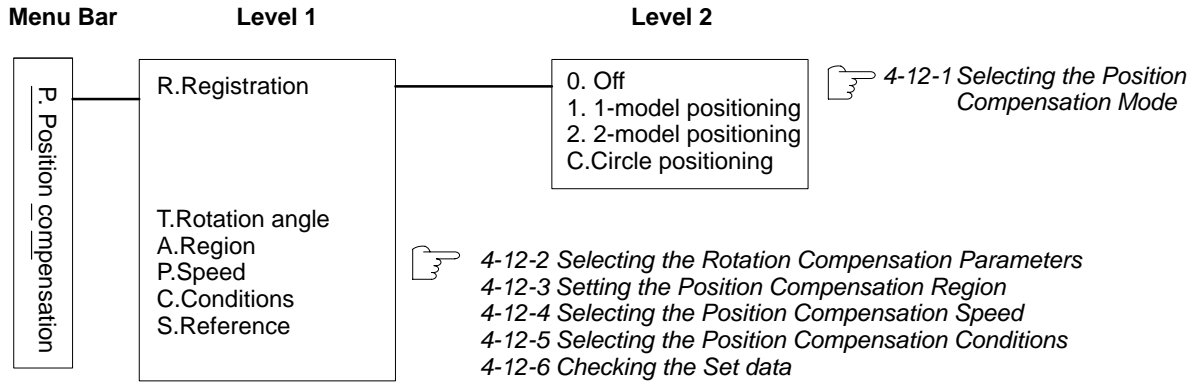 Menu Bar Level 1 Level 2
P. Position compensation
R.Registration
0. Off
1. 1-model positioning
2. 2-model positioning
C.Circle positioning
4-12-1 Selecting the Position
Compensation Mode
T.Rotation angle
A.Region
P.Speed
C.Conditions
S.Reference
4-12-2 Selecting the Rotation Compensation Parameters
4-12-3 Setting the Position Compensation Region
4-12-4 Selecting the Position Compensation Speed
4-12-5 Selecting the Position Compensation Conditions
4-12-6 Checking the Set data